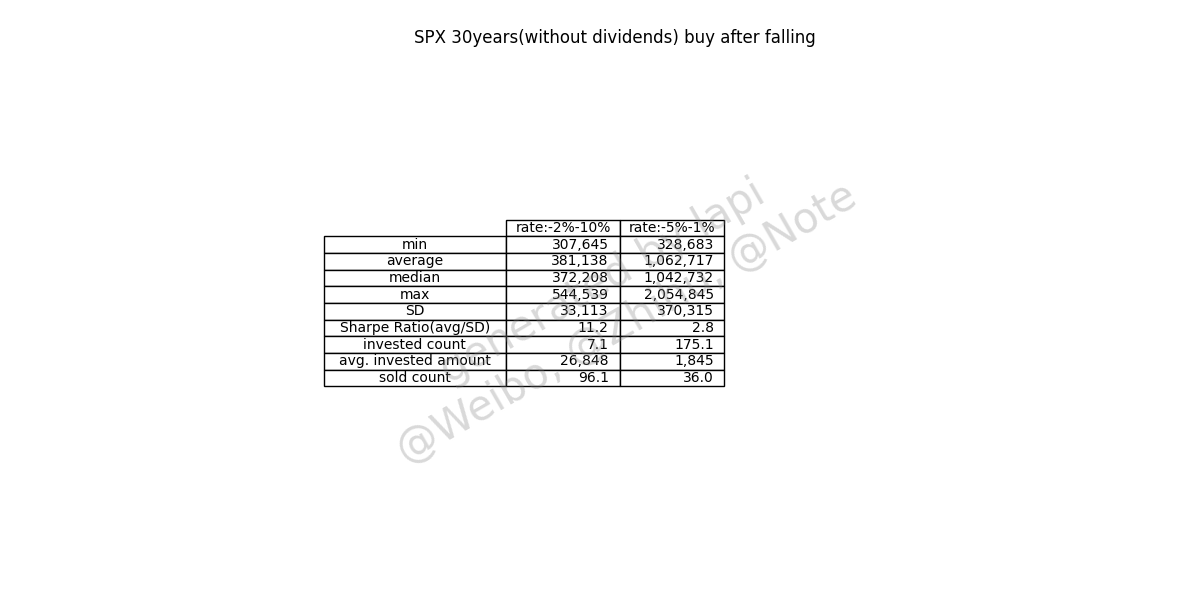 SPX 30years(without dividends) buy after falling
rate:-2%-10% rate:-5%-1%
min 307,645 328,683
average 381,138 1,062,717
median 372,208 1,042,732
max 544,539 2,054,845
SD 33,113 370,315
Sharpe Ratio(avg/SD) 11.2 2.8
invested count 7.1 175.1
avg. invested amount 26,848 1,845
sold count 96.1 36.0
generated by lapi
@Weibo, @Zhihu, @Note